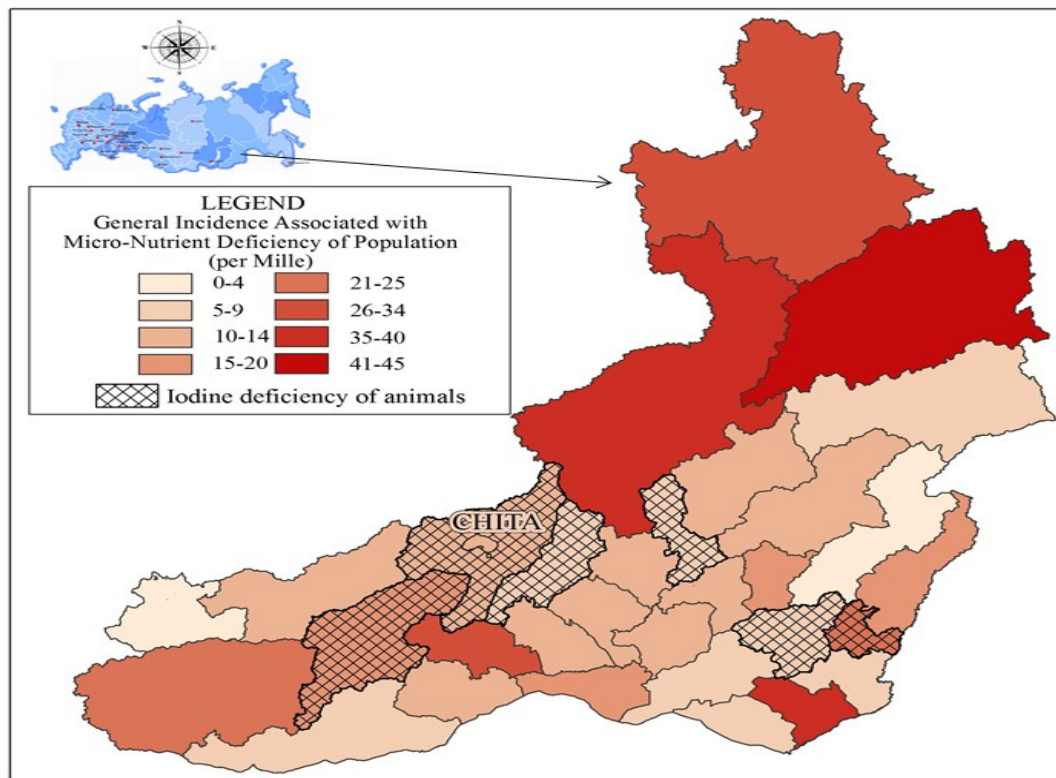 N
W
E
S
LEGEND
General Incidence Associated with
Micro-Nutrient Deficiency of Population
(per Mille)
0-4
21-25
5-9
26-34
10-14
35-40
15-20
41-45
Iodine deficiency of animals
CHITA